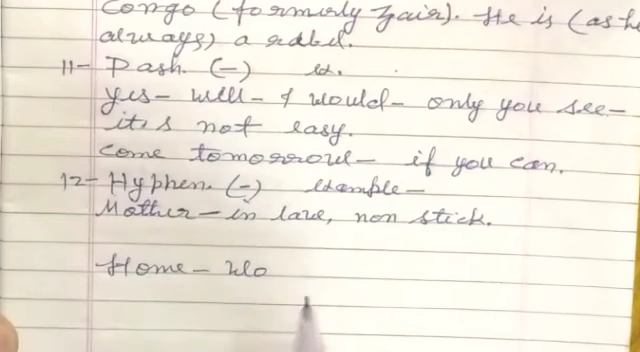 Congo (formerly Zair). He is (as he
always) a rebel.
11- Dash. (-) ex.
yes- well- I would- only you see-
it's not easy.
come tomorrow- if you can.
12- Hyphen. (-) example-
Mother-in law, non stick.
Home- Wo